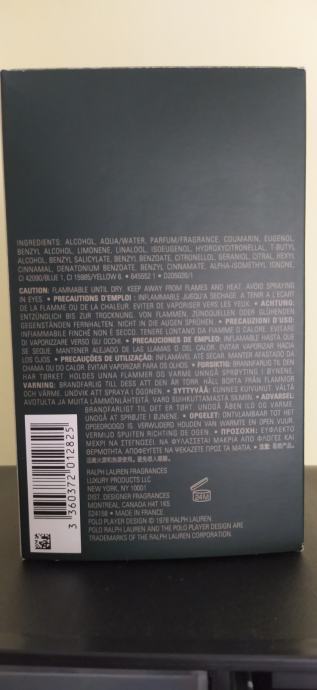 INGREDIENTS: ALCOHOL, AQUA/WATER, PARFUM/FRAGRANCE, COUMARIN, EUGENOL,
BENZYL ALCOHOL, LIMONENE, LINALOOL, ISOEUGENOL, HYDROXYCITRONELLAL, T-BUTYL
ALCOHOL, BENZYL SALICYLATE, BENZYL BENZOATE, CITRONELLOL, GERANIOL, CITRAL, HEXYL
CINNAMAL, DENATONIUM BENZOATE, BENZYL CINNAMATE, ALPHA-ISOMETHYL IONONE,
CI 42090/BLUE 1, CI 15985/YELLOW 6. •
CAUTION: FLAMMABLE UNTIL DRY. KEEP AWAY FROM FLAMES AND HEAT. AVOID SPRAYING
IN EYES • PRECAUTIONS D'EMPLOI : INFLAMMABLE JUSQU'A SECHAGE. A TENIR A L'ECART
DE LA FLAMME OU DE LA CHALEUR. EVITER DE VAPORISER VERS LES YEUX. • ACHTUNG:
ENTZÜNDLICH BIS ZUR TROCKNUNG. VON FLAMMEN, ZÜNDQUELLEN ODER GLÜHENDEN
GEGENSTÄNDEN FERNHALTEN. NICHT IN DIE AUGEN SPRÜHEN • PRECAUZIONI D'USO:
INFIAMMABILE FINCHÉ NON È SECCO. TENERE LONTANO DA FIAMME O CALORE. EVITARE
DI VAPORIZZARE VERSO GLI OCCHI. • PRECAUCIONES DE EMPLEO: INFLAMABLE HASTA QUE
SE SEQUE. MANTENER ALEJADO DE LAS LLAMAS O DEL CALOR. EVITAR VAPORIZAR HACIA
LOS OJOS. • PRECAUÇÕES DE UTILIZAÇÃO: INFLAMÁVEL ATÉ SECAR. MANTER AFASTADO DA
CHAMA OU DO CALOR. EVITAR VAPORIZAR PARA OS OLHOS. • FORSIKTIG: BRANNFARLIG TIL DEN
HAR TØRKET. HOLDES UNNA FLAMMER OG VARME. UNNGÅ SPRØYTING I ØYNENE.
VARNING: BRANDFARLIG TILL DESS ATT DEN ÄR TORR. HÅLL BORTA FRÅN FLAMMOR
OCH VÄRME. UNDVIK ATT SPRAYA I ÖGONEN. • SYTTYVÄÄ: KUNNES KUIVUNUT. VÄLTÄ
AVOTULTA JA MUITA LÄMMÖNLÄHTEITÄ. VARO SUIHKUTTAMASTA SILMIIN. • ADVARSEL:
BRANDFARLIGT TIL DET ER TØRT. UNDGÅ ÅBEN ILD OG VARME.
UNDGÅ AT SPRØJTE I ØJNENE. • OPGELET: ONTVLAMBAAR TOT HET
OPGEDROOGD IS. VERWIJDERD HOUDEN VAN WARMTE EN OPEN VUUR.
VERMIJD SPUITEN RICHTING DE OGEN. • ΠΡΟΣΟΧΗ: ΕΥΦΛΕΚΤΟ
ΜΕΧΡΙ ΝΑ ΣΤΕΓΝΩΣΕΙ. ΝΑ ΦΥΛΑΣΣΕΤΑΙ ΜΑΚΡΙΑ ΑΠΟ ΦΛΟΓΕΣ ΚΑΙ
ΘΕΡΜΟΤΗΤΑ. ΑΠΟΦΕΥΓΕΤΕ ΝΑ ΨΕΚΑΖΕΤΕ ΠΡΟΣ ΤΑ ΜΑΤΙΑ. •
RALPH LAUREN FRAGRANCES
LUXURY PRODUCTS LLC
NEW YORK, NY 10001
DIST. DESIGNER FRAGRANCES
MONTREAL, CANADA H4T 1K5
• MADE IN FRANCE
POLO PLAYER DESIGN © 1978 RALPH LAUREN
POLO RALPH LAUREN AND THE POLO PLAYER DESIGN ARE
TRADEMARKS OF THE RALPH LAUREN CORPORATION.
24M
3 360372 012825